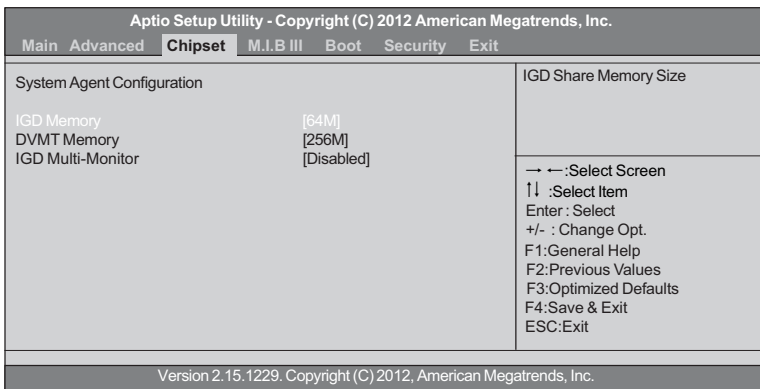 Aptio Setup Utility - Copyright (C) 2012 American Megatrends, Inc.
Main Advanced Chipset M.I.B III Boot Security Exit
System Agent Configuration
IGD Memory [64M]
DVMT Memory [256M]
IGD Multi-Monitor [Disabled]
IGD Share Memory Size
→ ←:Select Screen
↑↓ :Select Item
Enter : Select
+/- : Change Opt.
F1:General Help
F2:Previous Values
F3:Optimized Defaults
F4:Save & Exit
ESC:Exit
Version 2.15.1229. Copyright (C) 2012, American Megatrends, Inc.